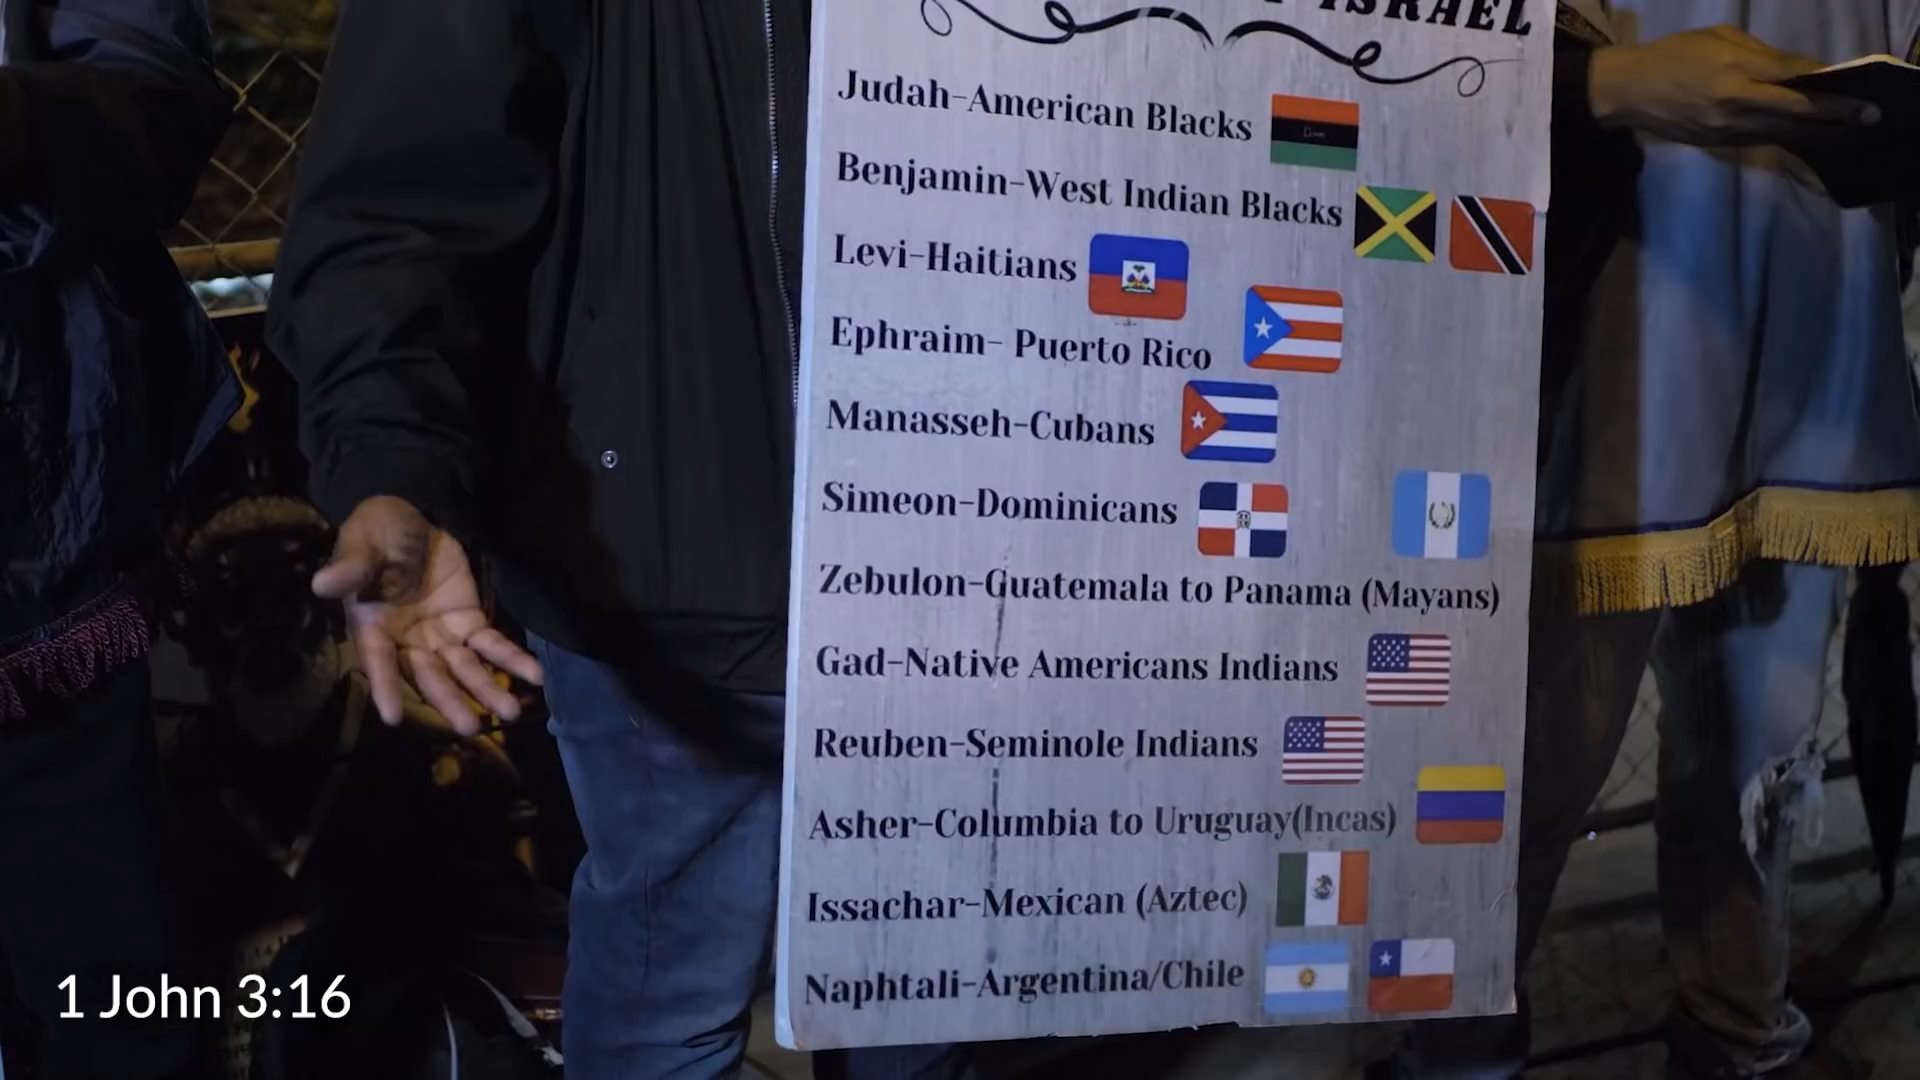 ISRAEL
Judah-American Blacks
Benjamin-West Indian Blacks
Levi-Haitians
Ephraim- Puerto Rico
Manasseh-Cubans
Simeon-Dominicans
Zebulon-Guatemala to Panama (Mayans)
Gad-Native Americans Indians
Reuben-Seminole Indians
Asher-Columbia to Uruguay(Incas)
Issachar-Mexican (Aztec)
Naphtali-Argentina/Chile
1 John 3:16